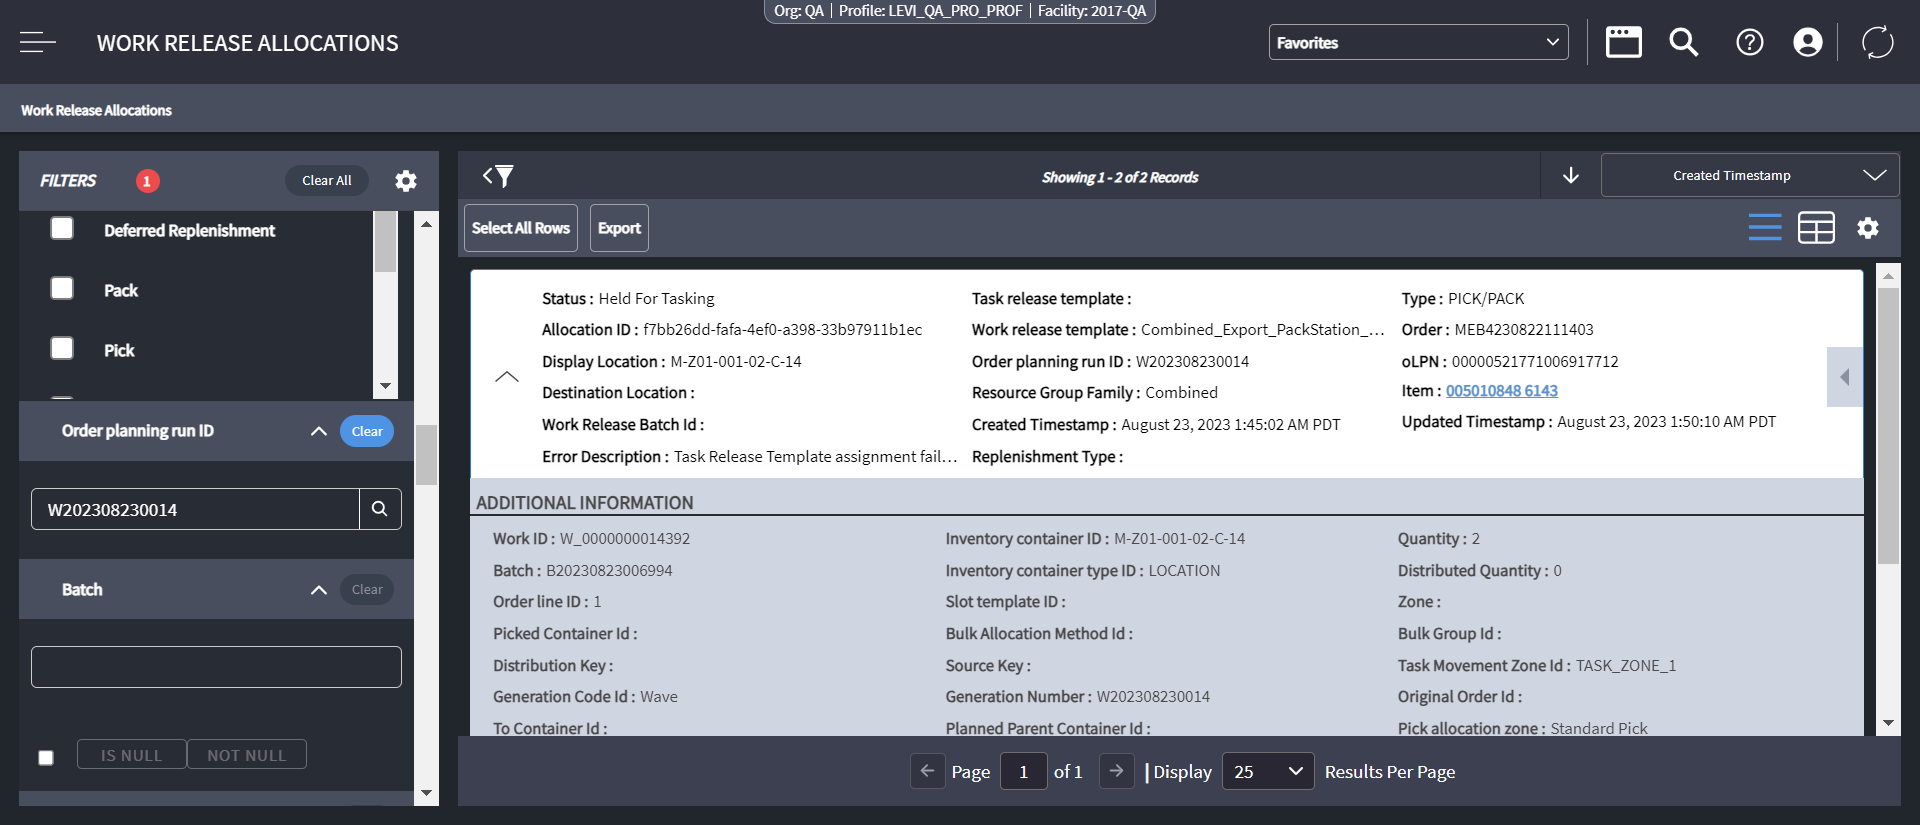 Org: QA | Profile: LEVI_QA_PRO_PROF | Facility: 2017-QA
WORK RELEASE ALLOCATIONS
Favorites
Work Release Allocations
FILTERS
1
Clear All
Deferred Replenishment
Pack
Pick
Order planning run ID
Clear
W202308230014
Batch
Clear
IS NULL
NOT NULL
Showing 1 - 2 of 2 Records
Created Timestamp
Select All Rows
Export
Status : Held For Tasking
Allocation ID : f7bb26dd-fafa-4ef0-a398-33b97911b1ec
Display Location : M-Z01-001-02-C-14
Destination Location :
Work Release Batch Id :
Error Description : Task Release Template assignment fail...
Task release template :
Work release template : Combined_Export_PackStation_...
Order planning run ID : W202308230014
Resource Group Family : Combined
Created Timestamp : August 23, 2023 1:45:02 AM PDT
Replenishment Type :
Type : PICK/PACK
Order : MEB4230822111403
oLPN : 00000521771006917712
Item : 005010848 6143
Updated Timestamp : August 23, 2023 1:50:10 AM PDT
ADDITIONAL INFORMATION
Work ID : W_0000000014392
Batch : B20230823006994
Order line ID : 1
Picked Container Id :
Distribution Key :
Generation Code Id : Wave
To Container Id :
Inventory container ID : M-Z01-001-02-C-14
Inventory container type ID : LOCATION
Slot template ID :
Bulk Allocation Method Id :
Source Key :
Generation Number : W202308230014
Planned Parent Container Id :
Quantity : 2
Distributed Quantity : 0
Zone :
Bulk Group Id :
Task Movement Zone Id : TASK_ZONE_1
Original Order Id :
Pick allocation zone : Standard Pick
Page 1 of 1 | Display 25 Results Per Page